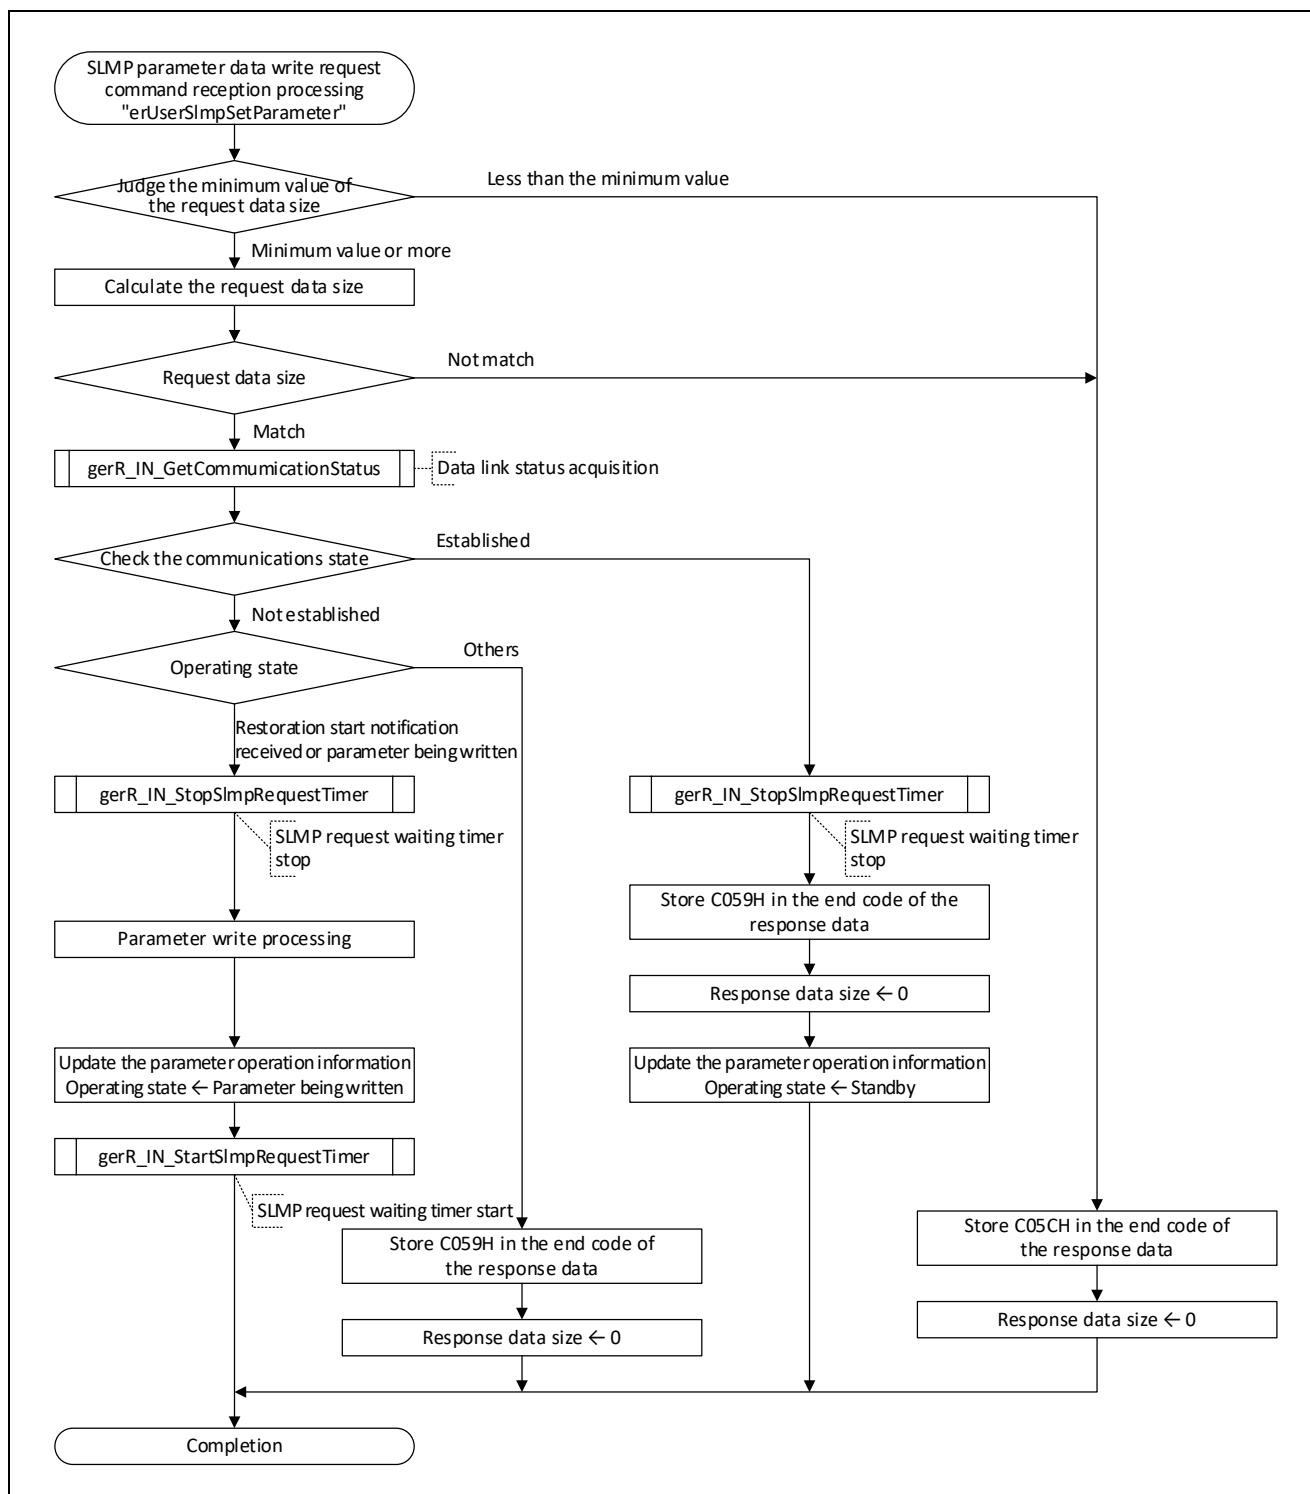 SLMP parameter data write request
command reception processing
"erUserSlmpSetParameter"
Judge the minimum value of
the request data size
Less than the minimum value
Minimum value or more
Calculate the request data size
Request data size
Not match
Match
gerR_IN_GetCommumicationStatus
Data link status acquisition
Check the communications state
Established
Not established
Operating state
Others
Restoration start notification
received or parameter being written
gerR_IN_StopSlmpRequestTimer
SLMP request waiting timer
stop
Parameter write processing
Update the parameter operation information
Operating state ← Parameter being written
gerR_IN_StartSlmpRequestTimer
SLMP request waiting timer start
Store C059H in the end code of
the response data
Response data size ← 0
gerR_IN_StopSlmpRequestTimer
SLMP request waiting timer
stop
Store C059H in the end code of the
response data
Response data size ← 0
Update the parameter operation information
Operating state ← Standby
Store C05CH in the end code of
the response data
Response data size ← 0
Completion